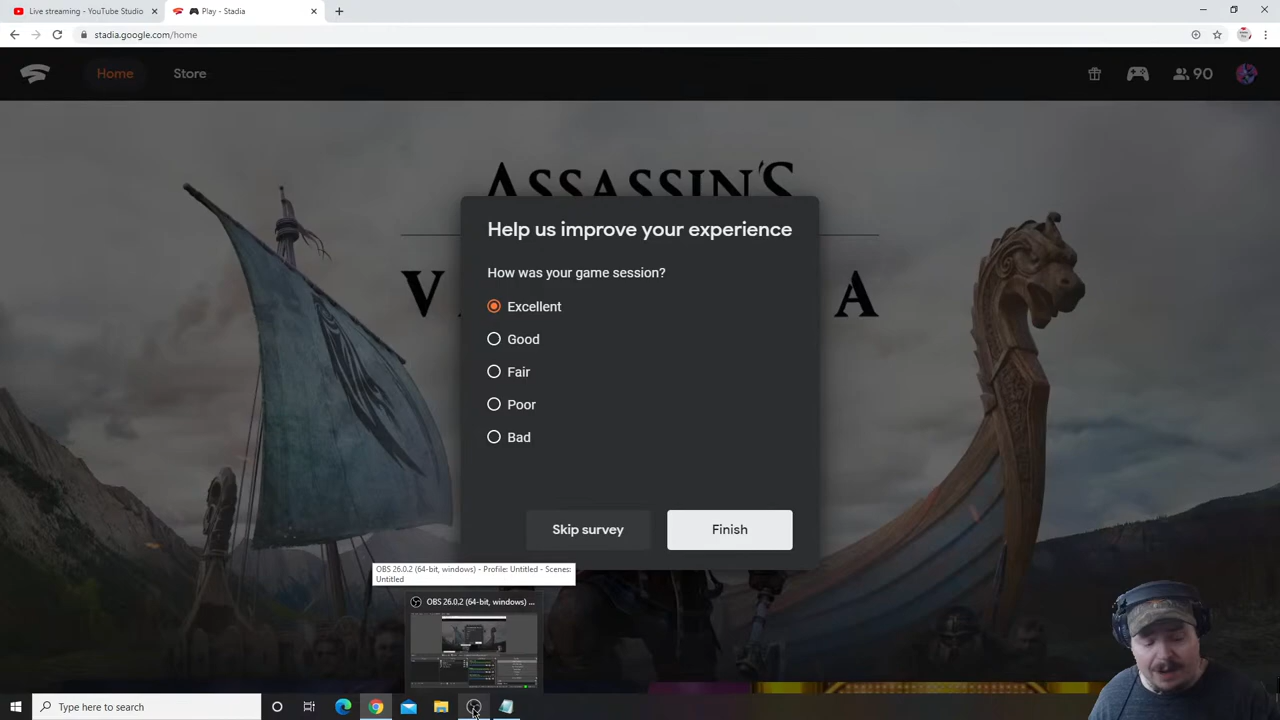 Live streaming - YouTube Studio
Play - Stadia
stadia.google.com/home
Home
Store
90
ASSASSIN'S
V
A
Help us improve your experience
How was your game session?
Excellent
Good
Fair
Poor
Bad
Skip survey
Finish
OBS 26.0.2 (64-bit, windows) - Profile: Untitled - Scenes:
Untitled
OBS 26.0.2 (64-bit, windows) ...
Type here to search